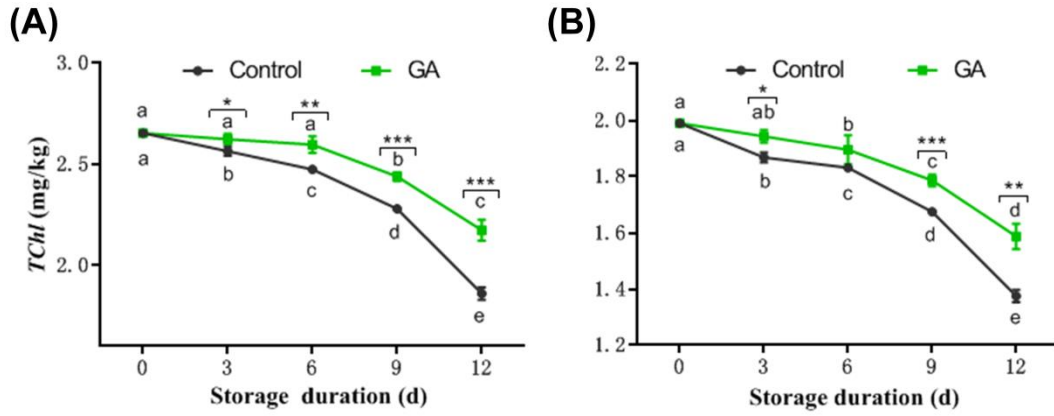 (A)
3.0
2.5
2.0
TChl (mg/kg)
Control
GA
a
a
*
a
b
**
a
c
***
b
d
***
c
e
0 3 6 9 12
Storage duration (d)
(B)
2.2
2.0
1.8
1.6
1.4
1.2
Control
GA
a
a
*
ab
b
b
c
***
c
d
**
d
e
0 3 6 9 12
Storage duration (d)